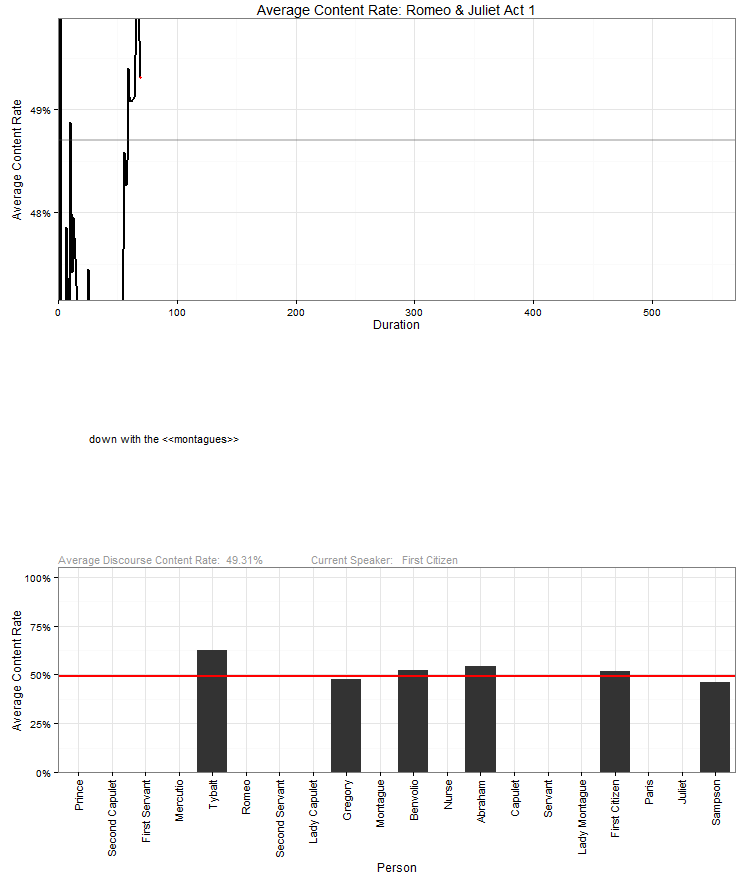 Average Content Rate: Romeo & Juliet Act 1
Average Content Rate
49%
48%
0 100 200 300 400 500
Duration
down with the <<montagues>>
Average Discourse Content Rate: 49.31% Current Speaker: First Citizen
Average Content Rate
100%
75%
50%
25%
0%
Prince
Second Capulet
First Servant
Mercutio
Tybalt
Romeo
Second Servant
Lady Capulet
Gregory
Montague
Benvolio
Nurse
Abraham
Capulet
Servant
Lady Montague
First Citizen
Paris
Juliet
Sampson
Person